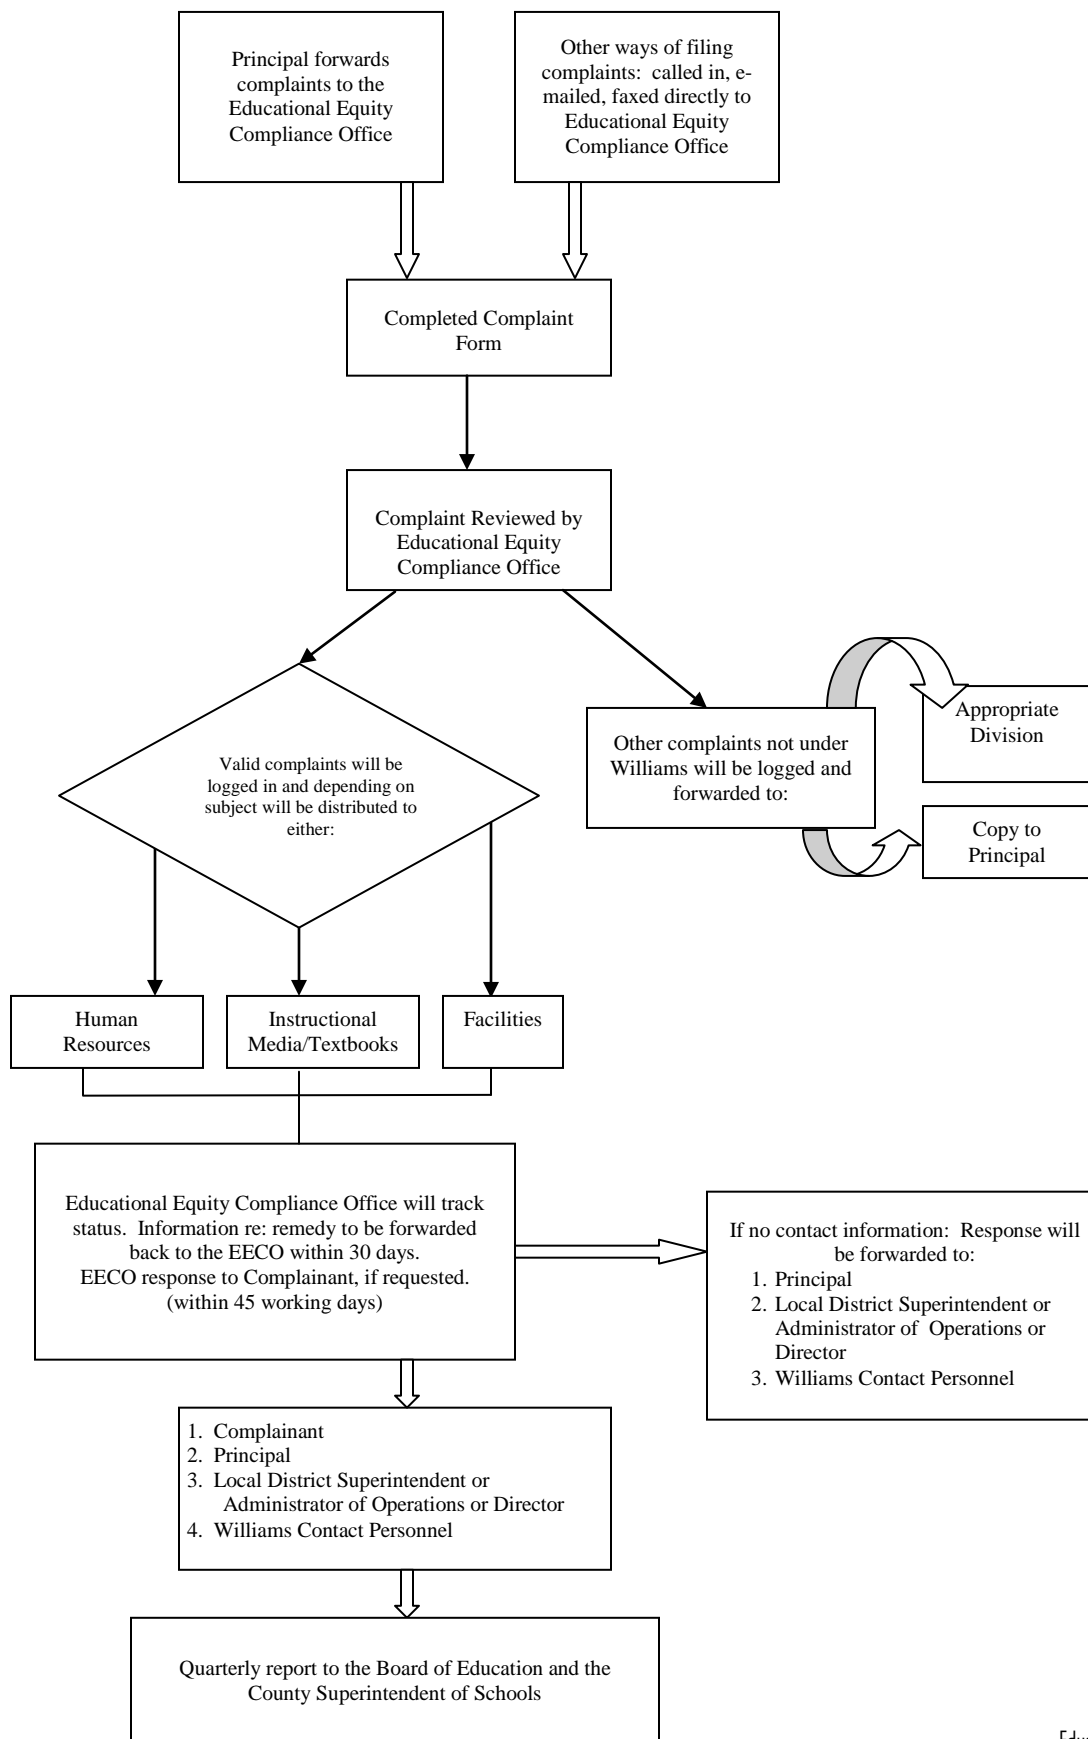 Principal forwards
complaints to the
Educational Equity
Compliance Office
Other ways of filing
complaints:  called in, e-
mailed, faxed directly to
Educational Equity
Compliance Office
Completed Complaint
Form
Complaint Reviewed by
Educational Equity
Compliance Office
Valid complaints will be
logged in and depending on
subject will be distributed to
either:
Other complaints not under
Williams will be logged and
forwarded to:
Appropriate
Division
Copy to
Principal
Human
Resources
Instructional
Media/Textbooks
Facilities
Educational Equity Compliance Office will track
status.  Information re: remedy to be forwarded
back to the EECO within 30 days.
EECO response to Complainant, if requested.
(within 45 working days)
If no contact information:  Response will
be forwarded to:
1. Principal
2. Local District Superintendent or
Administrator of  Operations or
Director
3. Williams Contact Personnel
1.  Complainant
2.  Principal
3.  Local District Superintendent or
Administrator of Operations or Director
4.  Williams Contact Personnel
Quarterly report to the Board of Education and the
County Superintendent of Schools